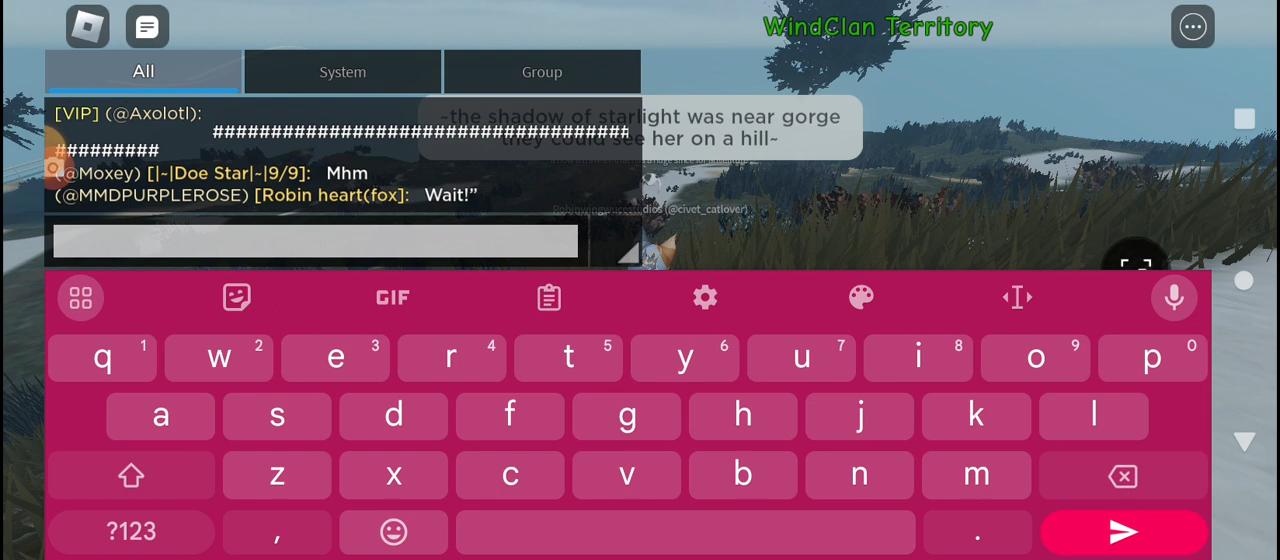 WindClan Territory
All
System
Group
[VIP] (@Axolotl):
####################################
#########
(@Moxey) [|~|Doe Star|~|9/9]: Mhm
(@MMDPURPLEROSE) [Robin heart(fox]: Wait!”
~the shadow of starlight was near gorge
they could see her on a hill~
(@civet_catlover)
GIF
q 1 w 2 e 3 r 4 t 5 y 6 u 7 i 8 o 9 p 0
a s d f g h j k l
z x c v b n m
?123 , .